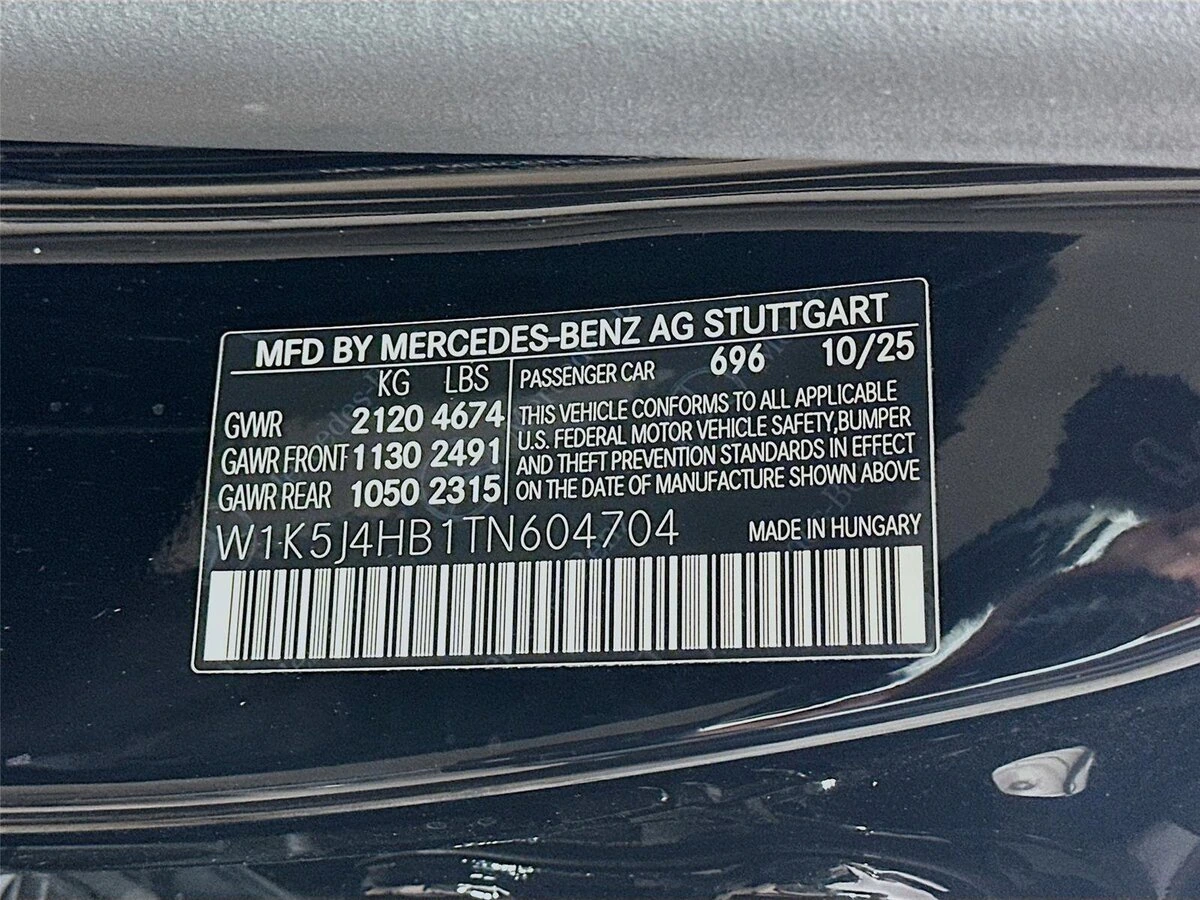 MFD BY MERCEDES-BENZ AG STUTTGART
KG LBS
GVWR 2120 4674
GAWR FRONT 1130 2491
GAWR REAR 1050 2315
PASSENGER CAR 696 10/25
THIS VEHICLE CONFORMS TO ALL APPLICABLE
U.S. FEDERAL MOTOR VEHICLE SAFETY,BUMPER
AND THEFT PREVENTION STANDARDS IN EFFECT
ON THE DATE OF MANUFACTURE SHOWN ABOVE
W1K5J4HB1TN604704
MADE IN HUNGARY